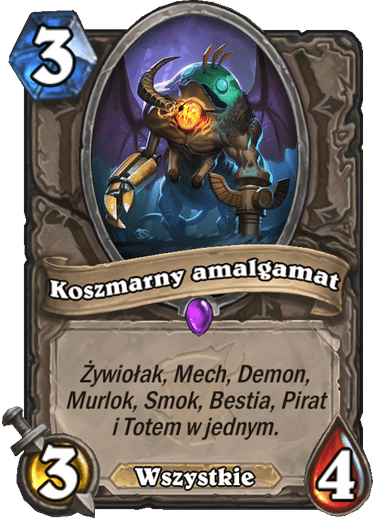 3
Koszmarny amalgamat
Żywiołak, Mech, Demon,
Murlok, Smok, Bestia, Pirat
i Totem w jednym.
3
Wszystkie
4